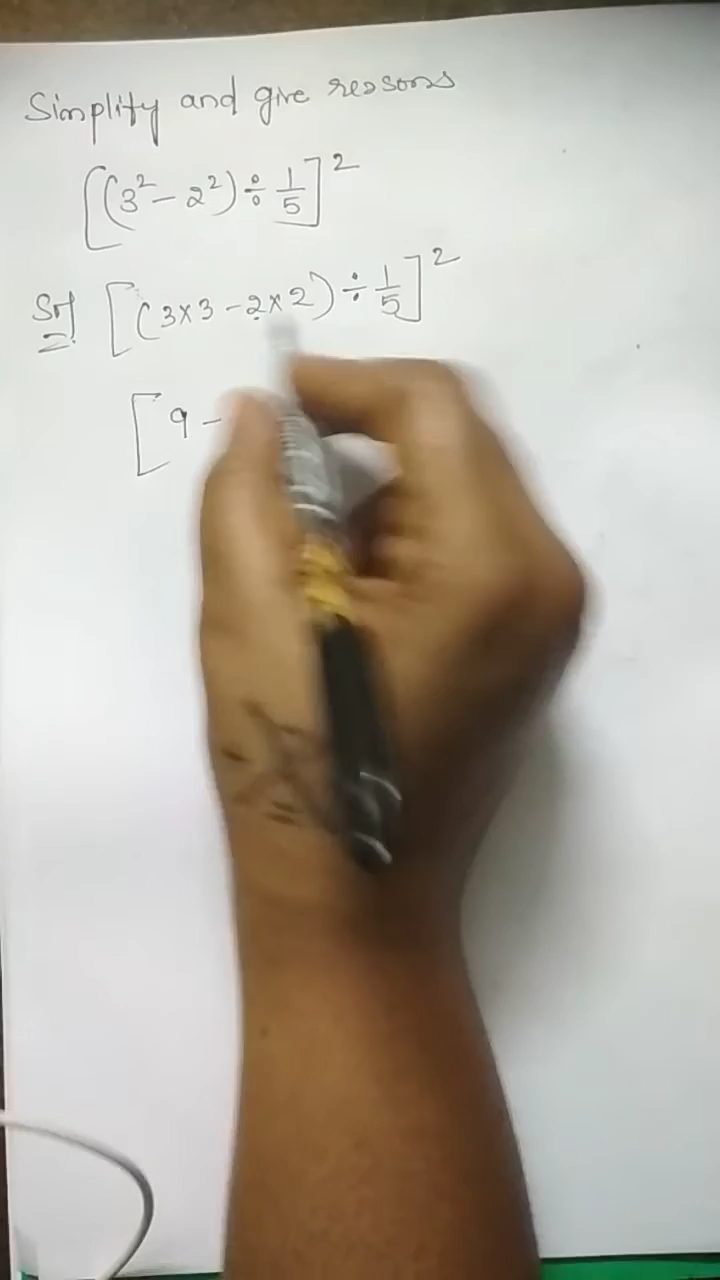 Simplify and give reasons
[(3² - 2²) ÷ 1/5]²
Sol [(3×3 - 2×2) ÷ 1/5]²
[9 -